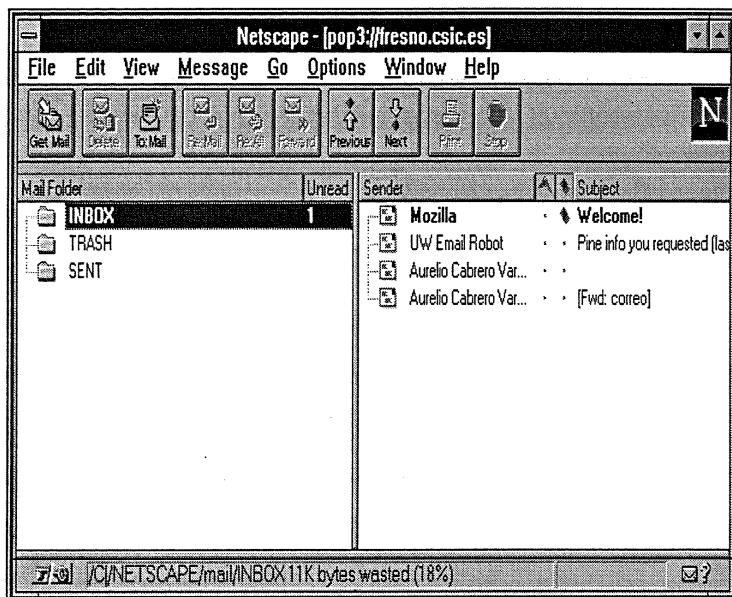 Netscape - [pop3://fresno.csic.es]
File Edit View Message Go Options Window Help
Get Mail Delete To: Mail Re: Mail Re: All Forward Previous Next Print Stop N
Mail Folder Unread Sender Subject
INBOX 1
TRASH
SENT
Mozilla Welcome!
UW Email Robot Pine info you requested (las
Aurelio Cabrero Var...
Aurelio Cabrero Var... [Fwd: correo]
/C|/NETSCAPE/mail/INBOX 11K bytes wasted (18%)
?